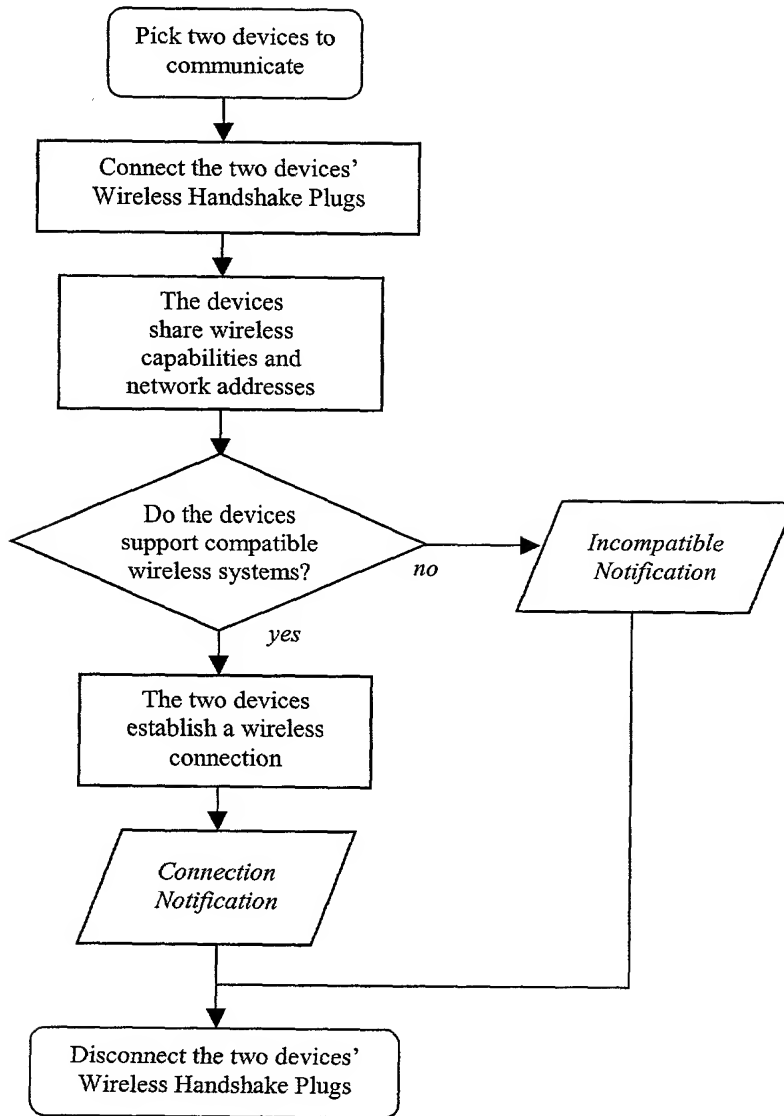 Pick two devices to
communicate
Connect the two devices’
Wireless Handshake Plugs
The devices
share wireless
capabilities and
network addresses
Do the devices
support compatible
wireless systems?
no
Incompatible
Notification
yes
The two devices
establish a wireless
connection
Connection
Notification
Disconnect the two devices’
Wireless Handshake Plugs